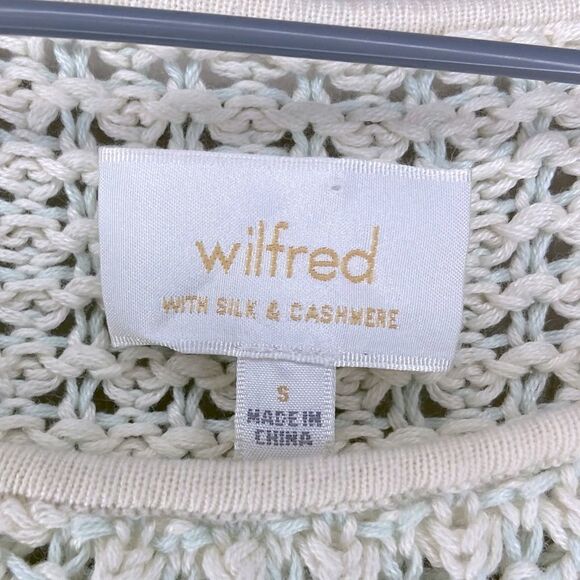 wilfred
WITH SILK & CASHMERE
S
MADE IN
CHINA